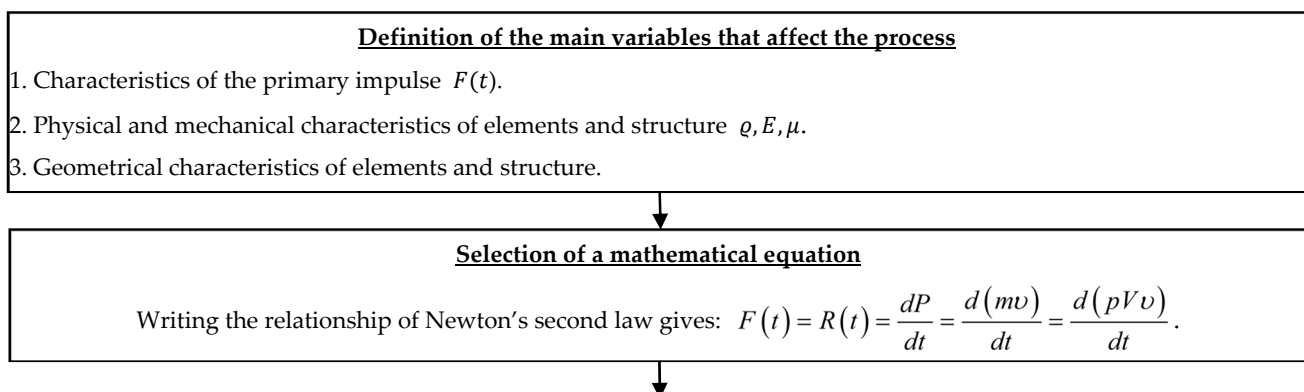 Definition of the main variables that affect the process
1. Characteristics of the primary impulse F(t).
2. Physical and mechanical characteristics of elements and structure ϱ, E, μ.
3. Geometrical characteristics of elements and structure.
Selection of a mathematical equation
Writing the relationship of Newton’s second law gives: F(t) = R(t) = dP/dt = d(mυ)/dt = d(pVυ)/dt .